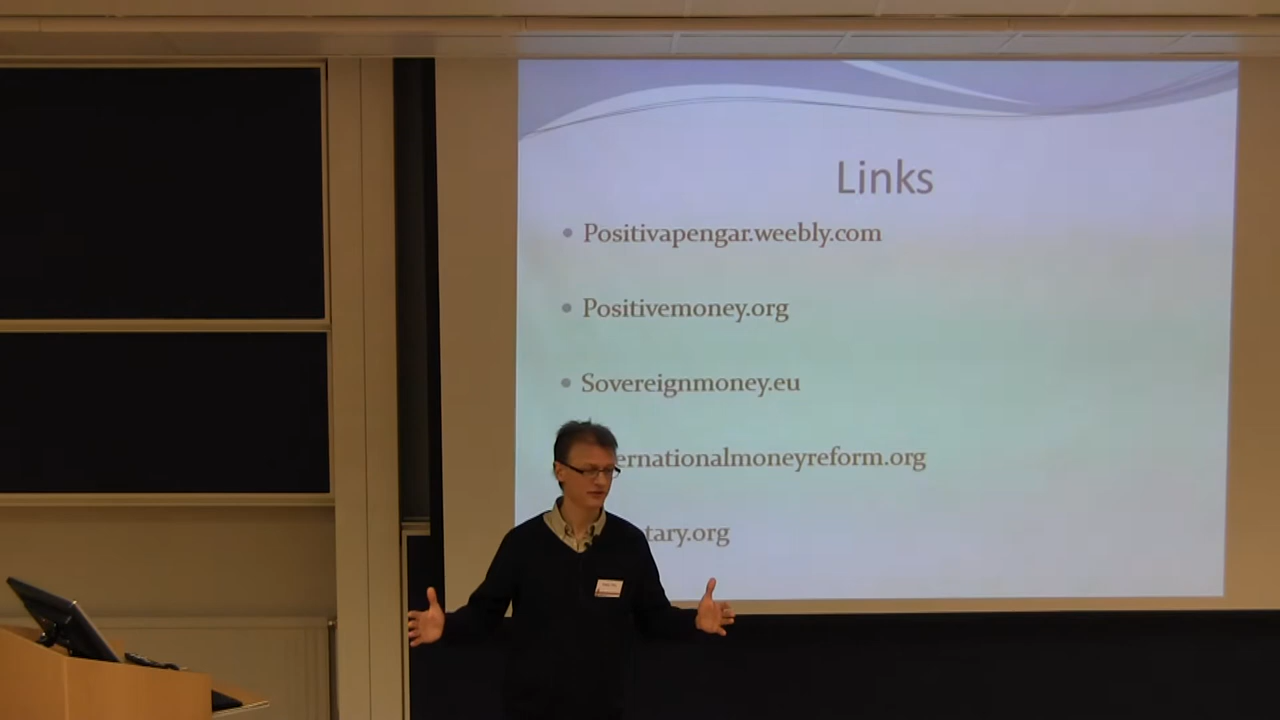 Links
Positivapengar.weebly.com
Positivemoney.org
Sovereignmoney.eu
ernationalmoneyreform.org
tary.org